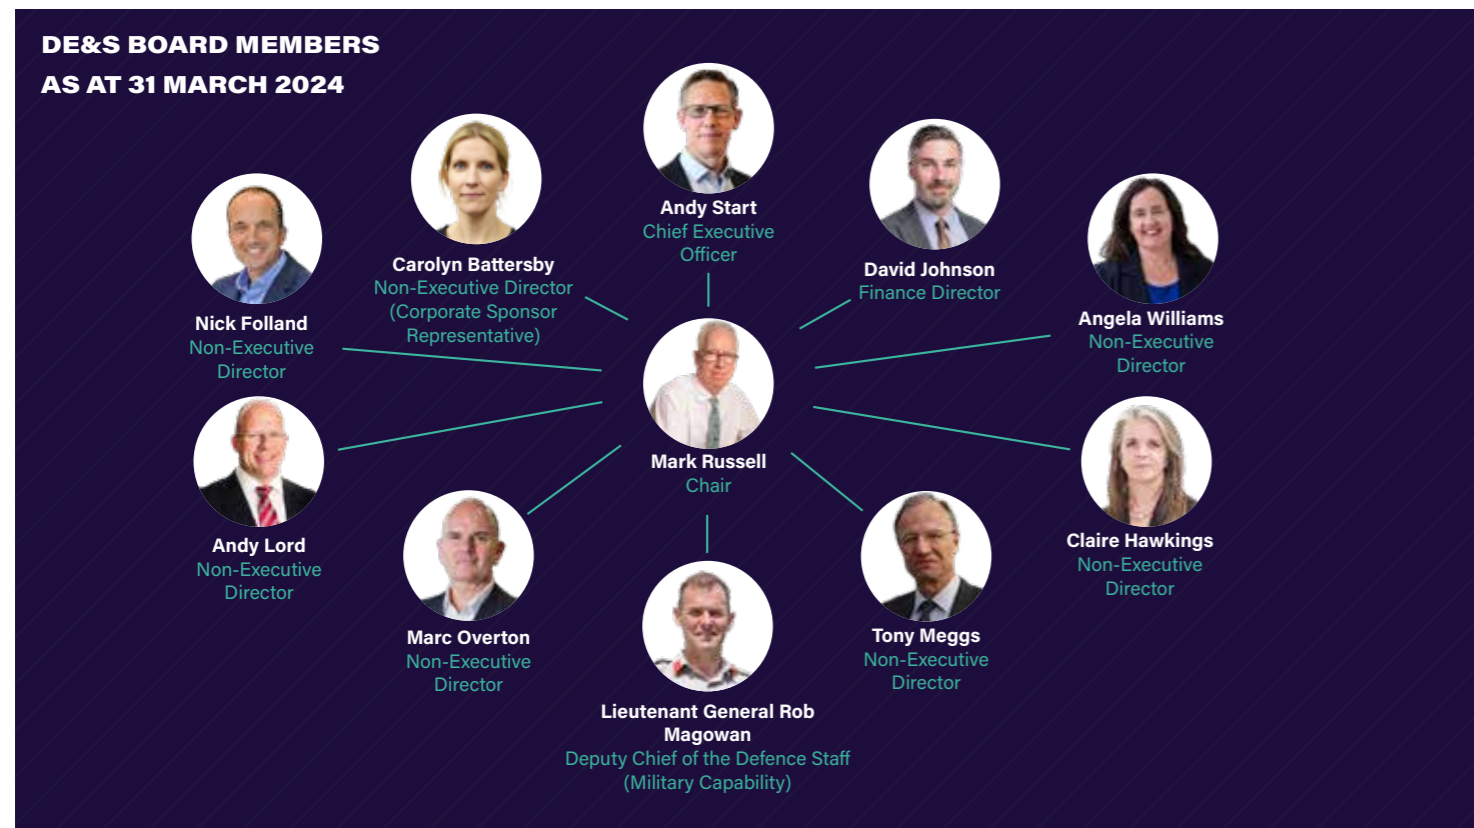 DE&S BOARD MEMBERS
AS AT 31 MARCH 2024
Andy Start
Chief Executive
Officer
Carolyn Battersby
Non-Executive Director
(Corporate Sponsor
Representative)
David Johnson
Finance Director
Nick Folland
Non-Executive
Director
Angela Williams
Non-Executive
Director
Mark Russell
Chair
Andy Lord
Non-Executive
Director
Claire Hawkings
Non-Executive
Director
Marc Overton
Non-Executive
Director
Tony Meggs
Non-Executive
Director
Lieutenant General Rob
Magowan
Deputy Chief of the Defence Staff
(Military Capability)